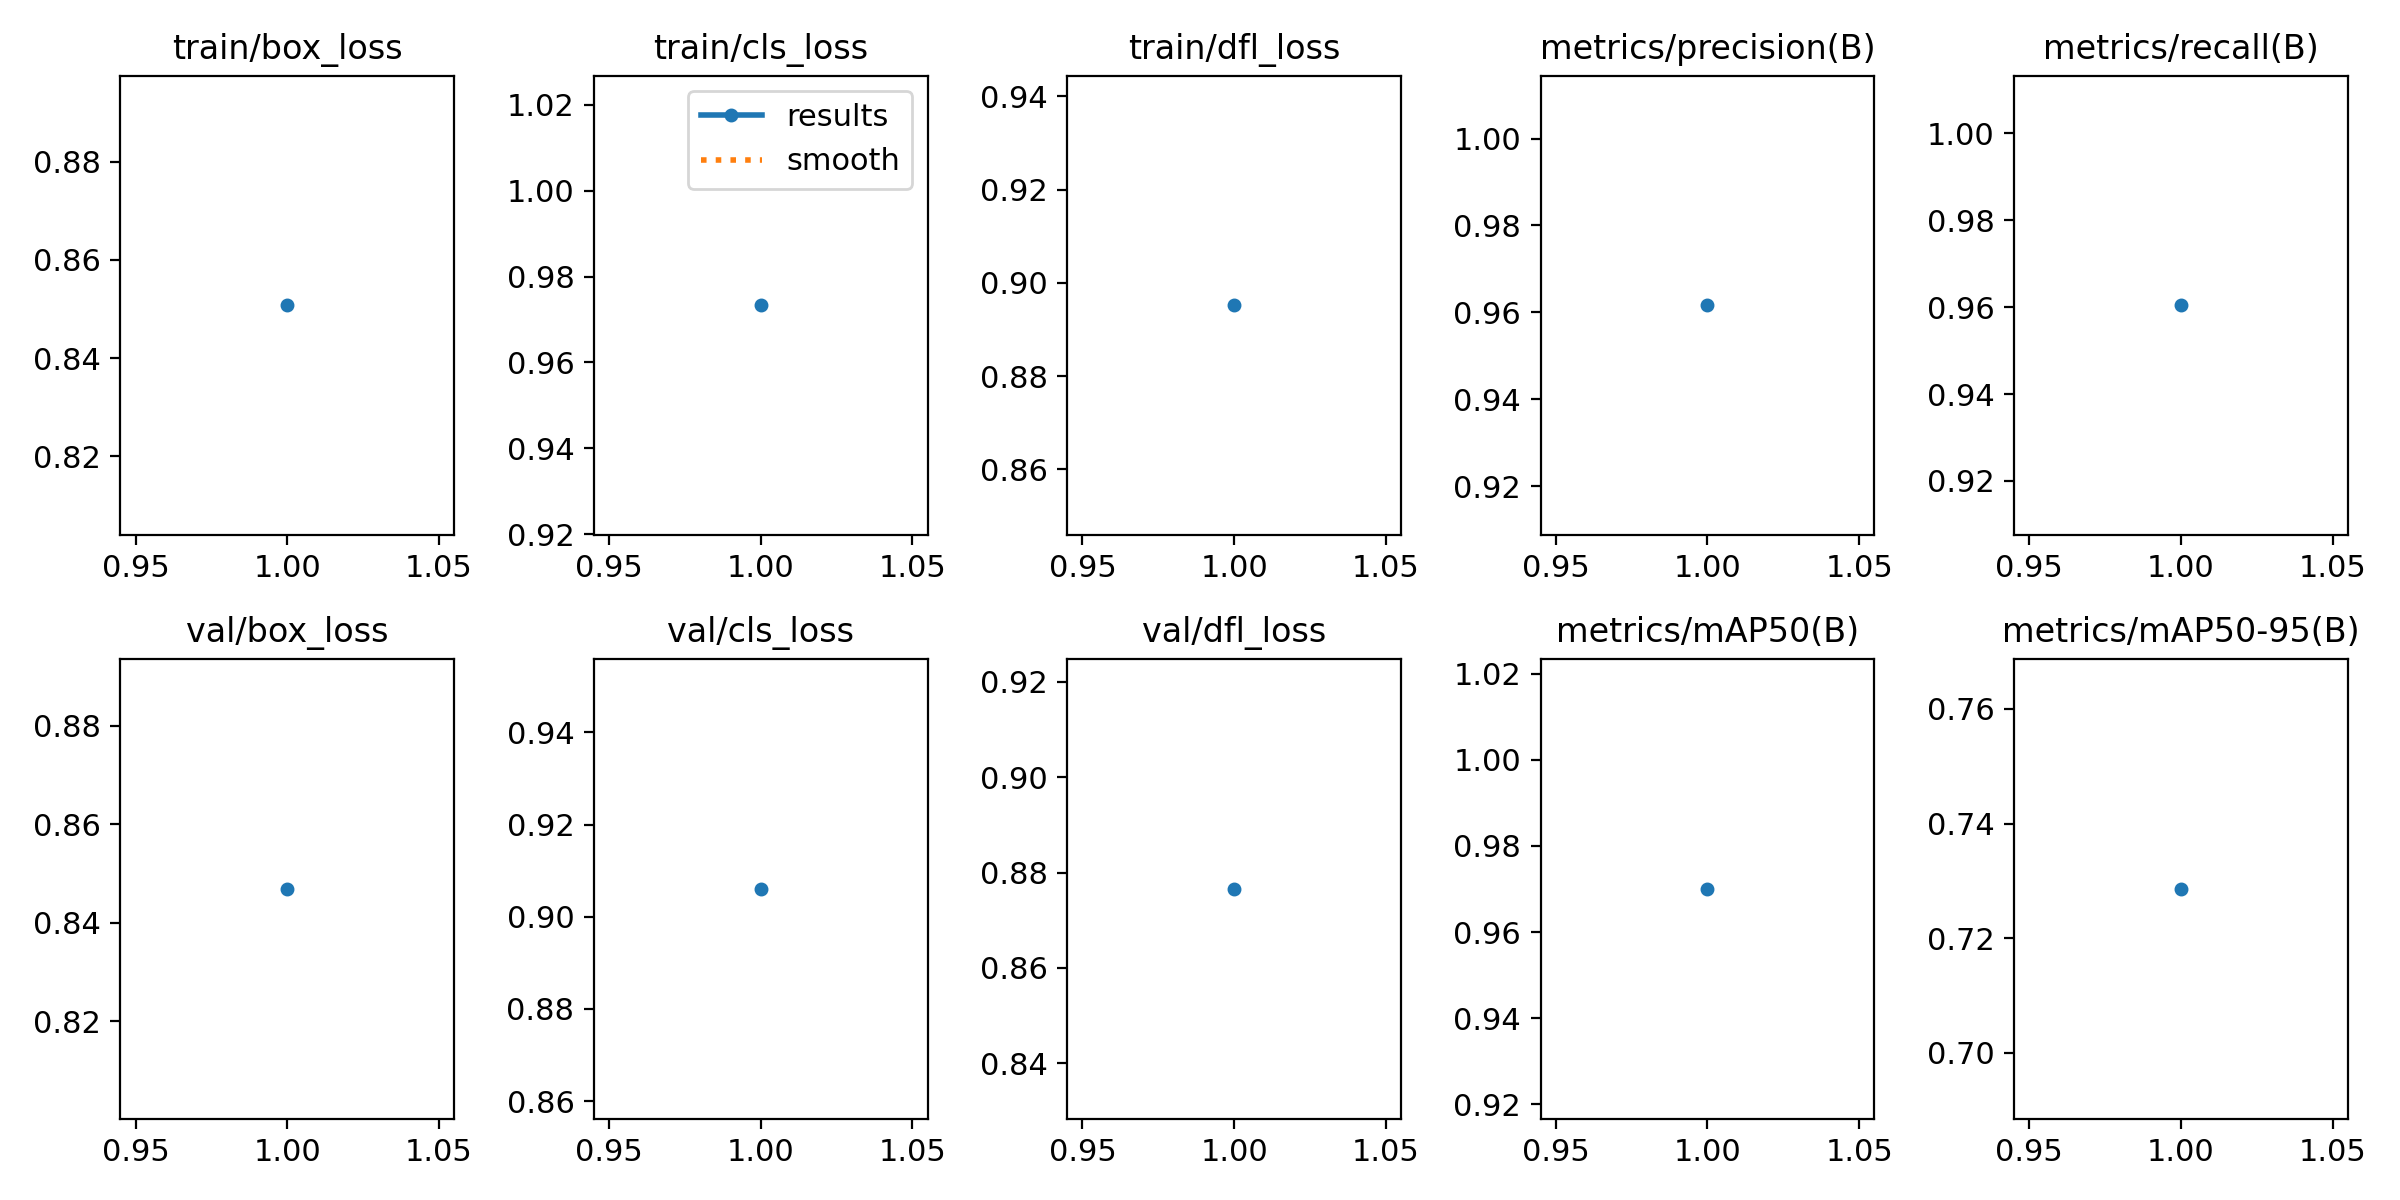 train/box_loss
0.88
0.86
0.84
0.82
0.95 1.00 1.05
train/cls_loss
results
smooth
1.02
1.00
0.98
0.96
0.94
0.92
0.95 1.00 1.05
train/dfl_loss
0.94
0.92
0.90
0.88
0.86
0.95 1.00 1.05
metrics/precision(B)
1.00
0.98
0.96
0.94
0.92
0.95 1.00 1.05
metrics/recall(B)
1.00
0.98
0.96
0.94
0.92
0.95 1.00 1.05
val/box_loss
0.88
0.86
0.84
0.82
0.95 1.00 1.05
val/cls_loss
0.94
0.92
0.90
0.88
0.86
0.95 1.00 1.05
val/dfl_loss
0.92
0.90
0.88
0.86
0.84
0.95 1.00 1.05
metrics/mAP50(B)
1.02
1.00
0.98
0.96
0.94
0.92
0.95 1.00 1.05
metrics/mAP50-95(B)
0.76
0.74
0.72
0.70
0.95 1.00 1.05